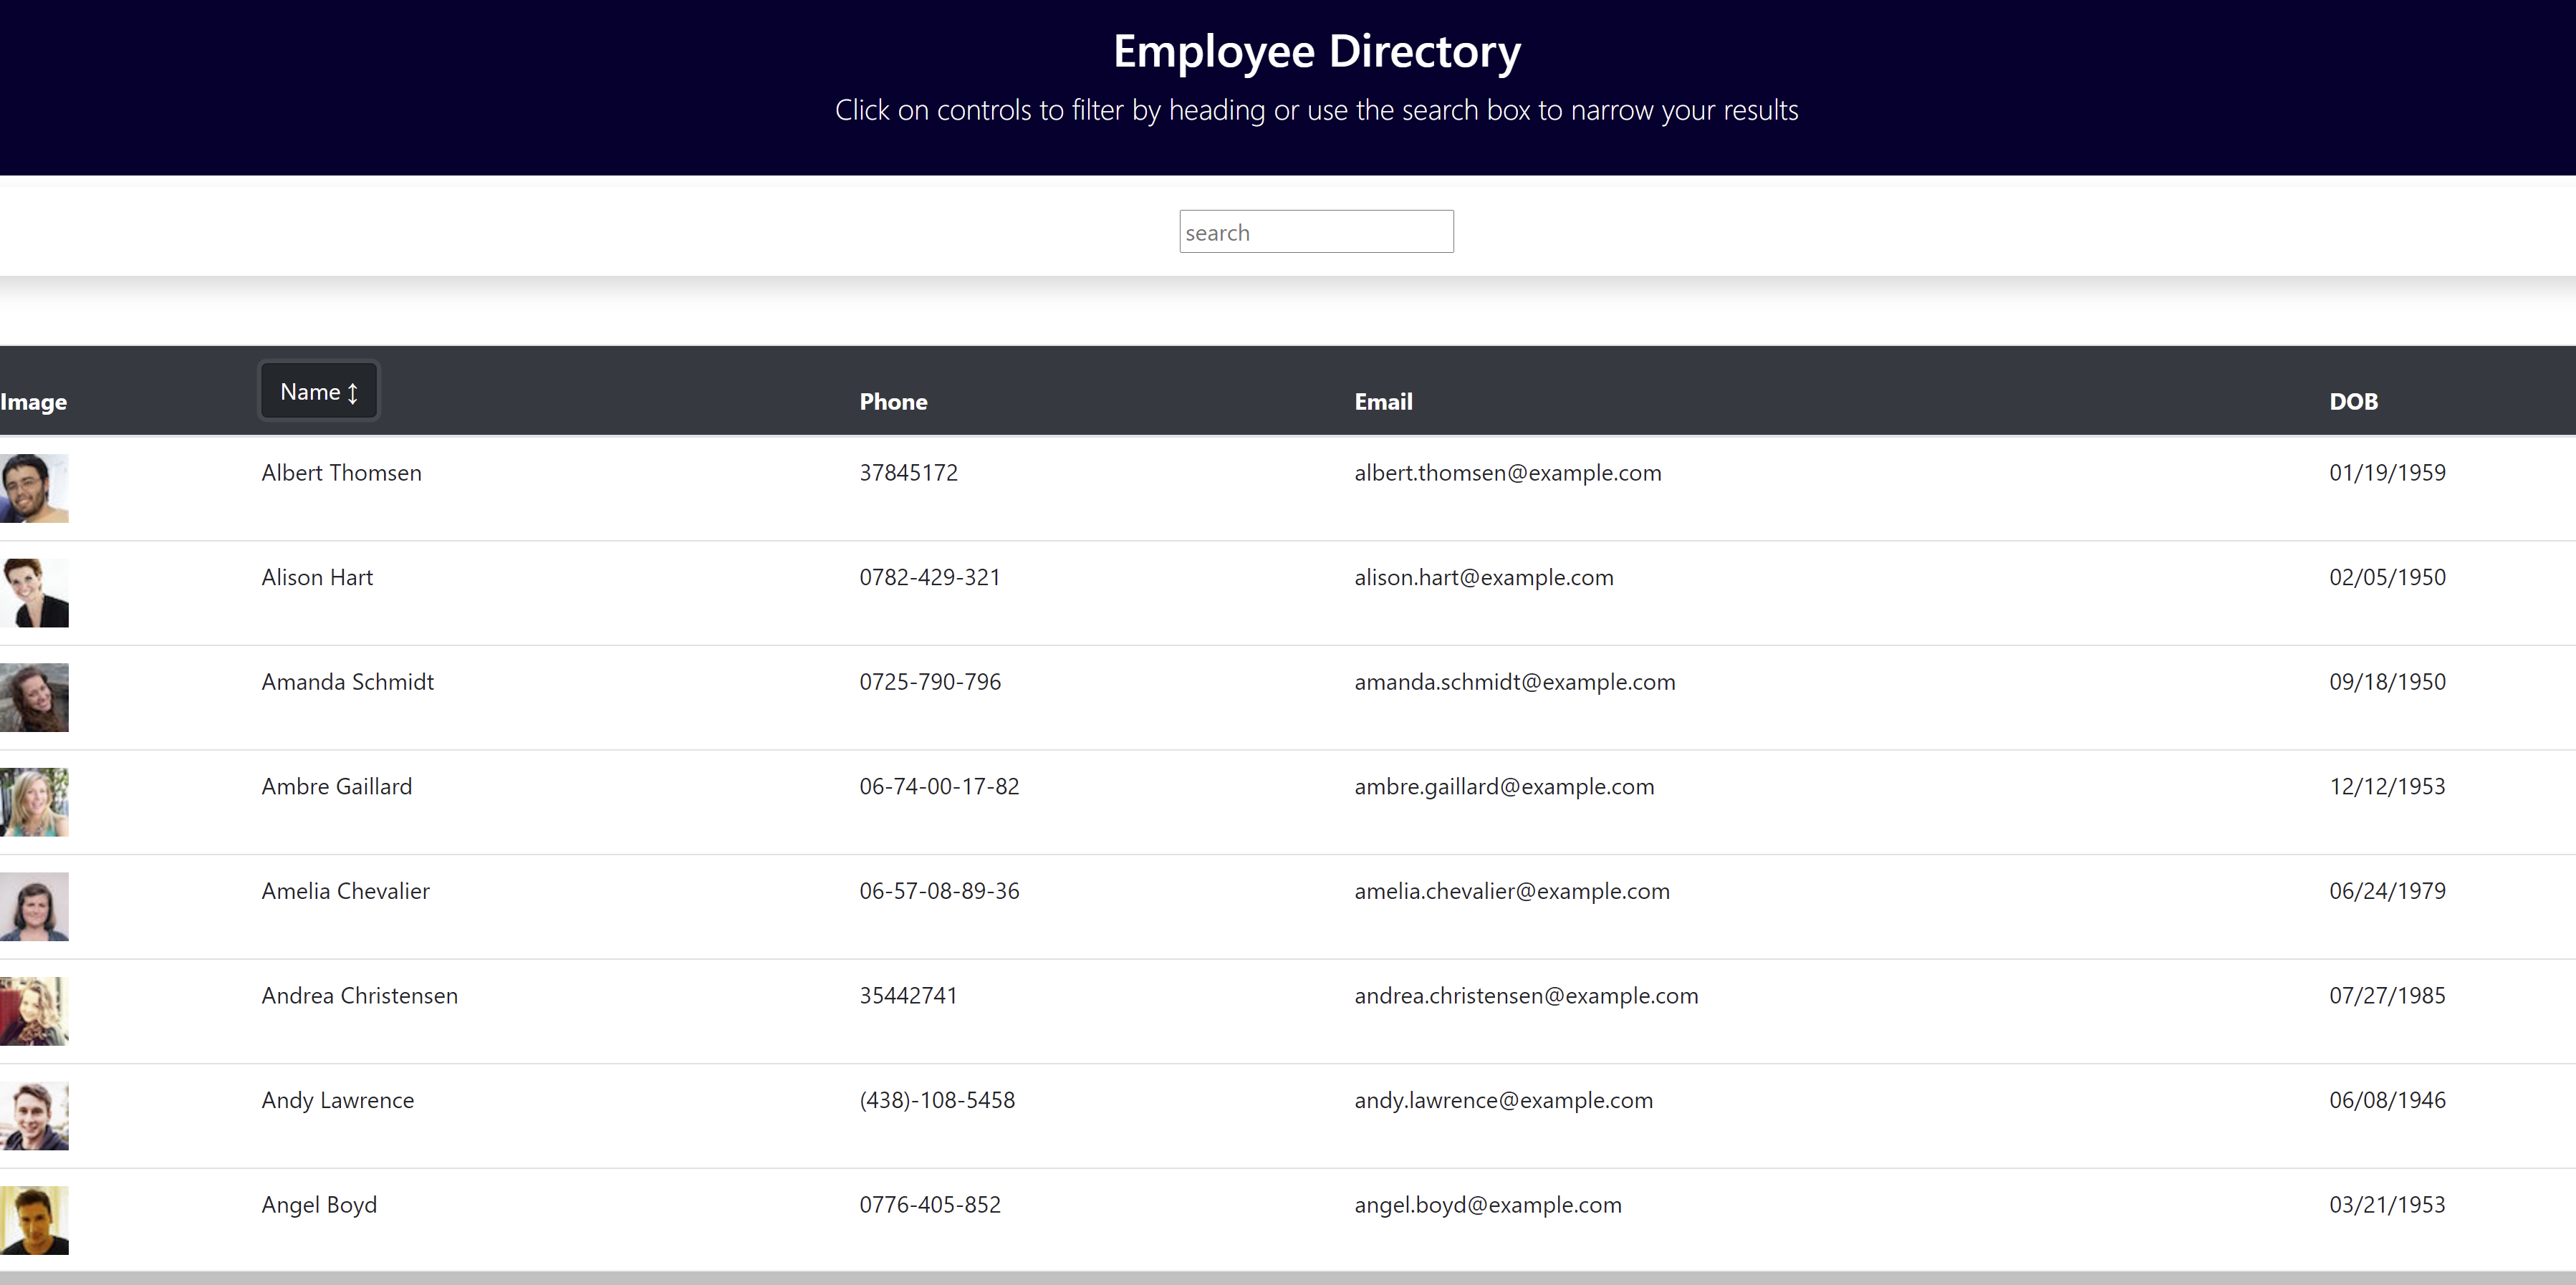 Employee Directory
Click on controls to filter by heading or use the search box to narrow your results
search
Image Name ↕ Phone Email DOB
Albert Thomsen 37845172 albert.thomsen@example.com 01/19/1959
Alison Hart 0782-429-321 alison.hart@example.com 02/05/1950
Amanda Schmidt 0725-790-796 amanda.schmidt@example.com 09/18/1950
Ambre Gaillard 06-74-00-17-82 ambre.gaillard@example.com 12/12/1953
Amelia Chevalier 06-57-08-89-36 amelia.chevalier@example.com 06/24/1979
Andrea Christensen 35442741 andrea.christensen@example.com 07/27/1985
Andy Lawrence (438)-108-5458 andy.lawrence@example.com 06/08/1946
Angel Boyd 0776-405-852 angel.boyd@example.com 03/21/1953